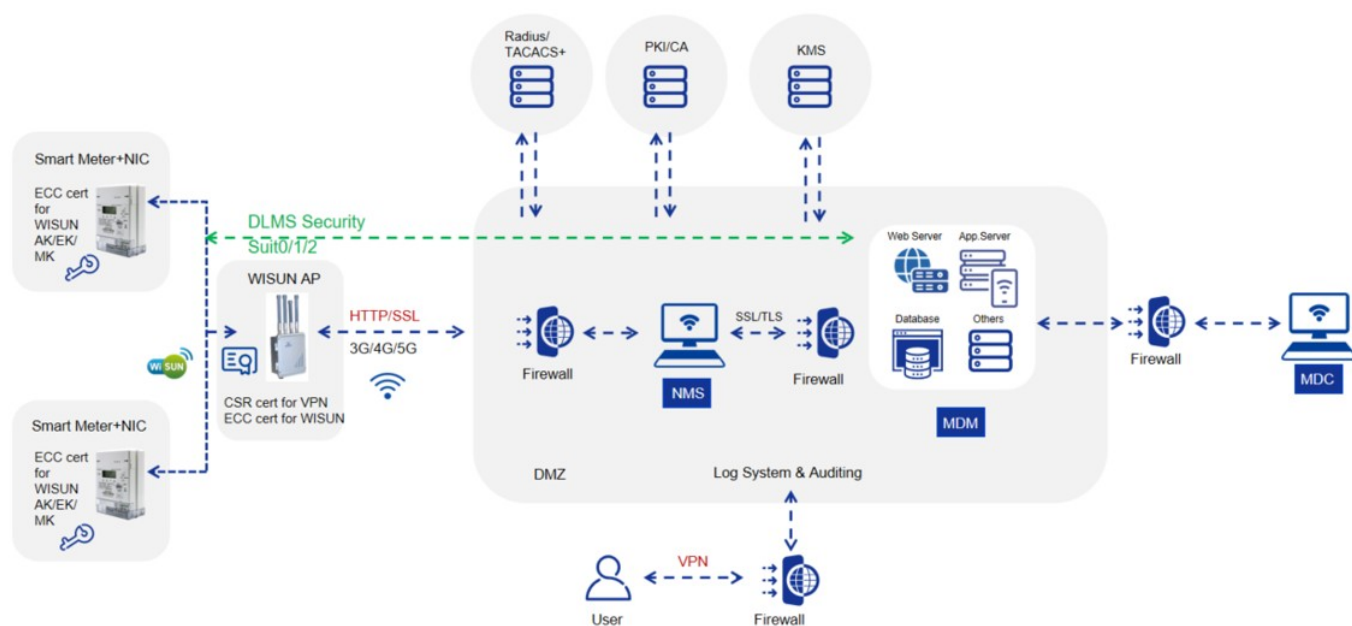 Radius/
TACACS+
PKI/CA
KMS
Smart Meter+NIC
ECC cert
for
WISUN
AK/EK/
MK
DLMS Security
Suit0/1/2
WISUN AP
HTTP/SSL
3G/4G/5G
CSR cert for VPN
ECC cert for WISUN
Wi SUN
Smart Meter+NIC
ECC cert
for
WISUN
AK/EK/
MK
Firewall
NMS
SSL/TLS
Firewall
Web Server
App.Server
Database
Others
MDM
Firewall
MDC
DMZ
Log System & Auditing
VPN
User
Firewall